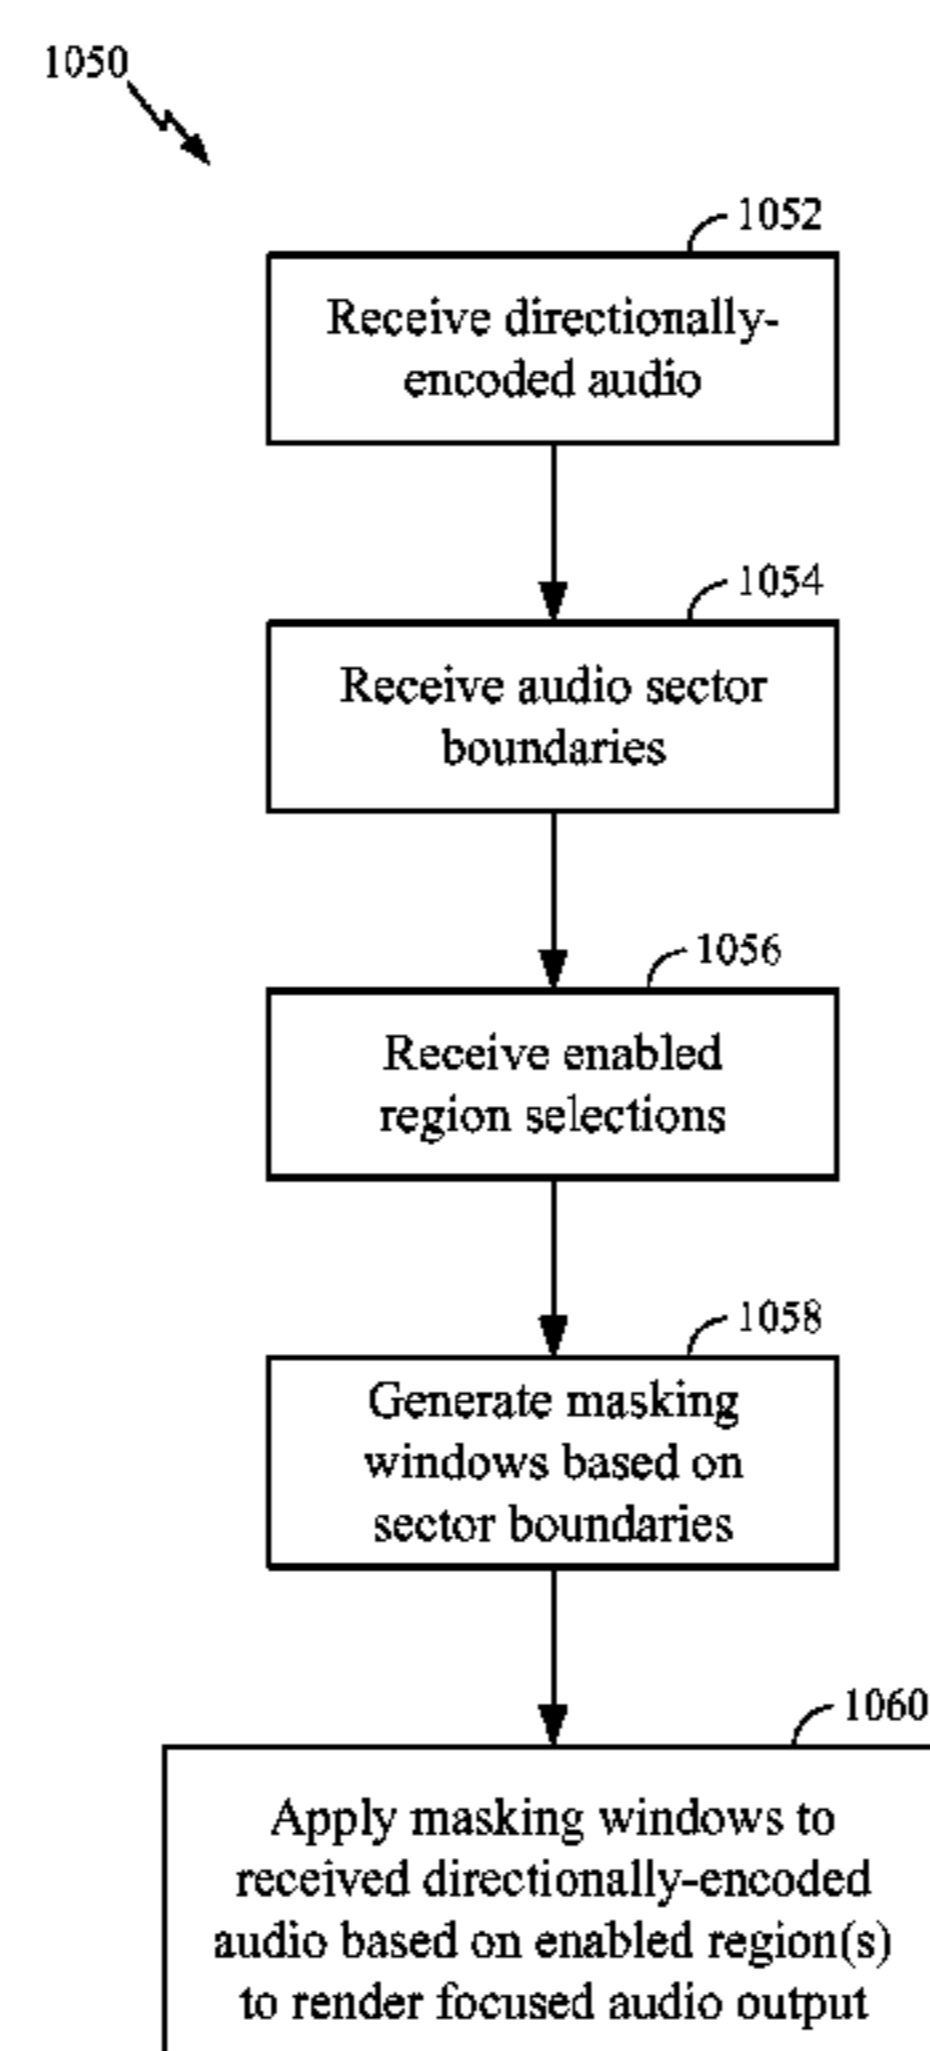 1050
1052
Receive directionally-
encoded audio
1054
Receive audio sector
boundaries
1056
Receive enabled
region selections
1058
Generate masking
windows based on
sector boundaries
1060
Apply masking windows to
received directionally-encoded
audio based on enabled region(s)
to render focused audio output